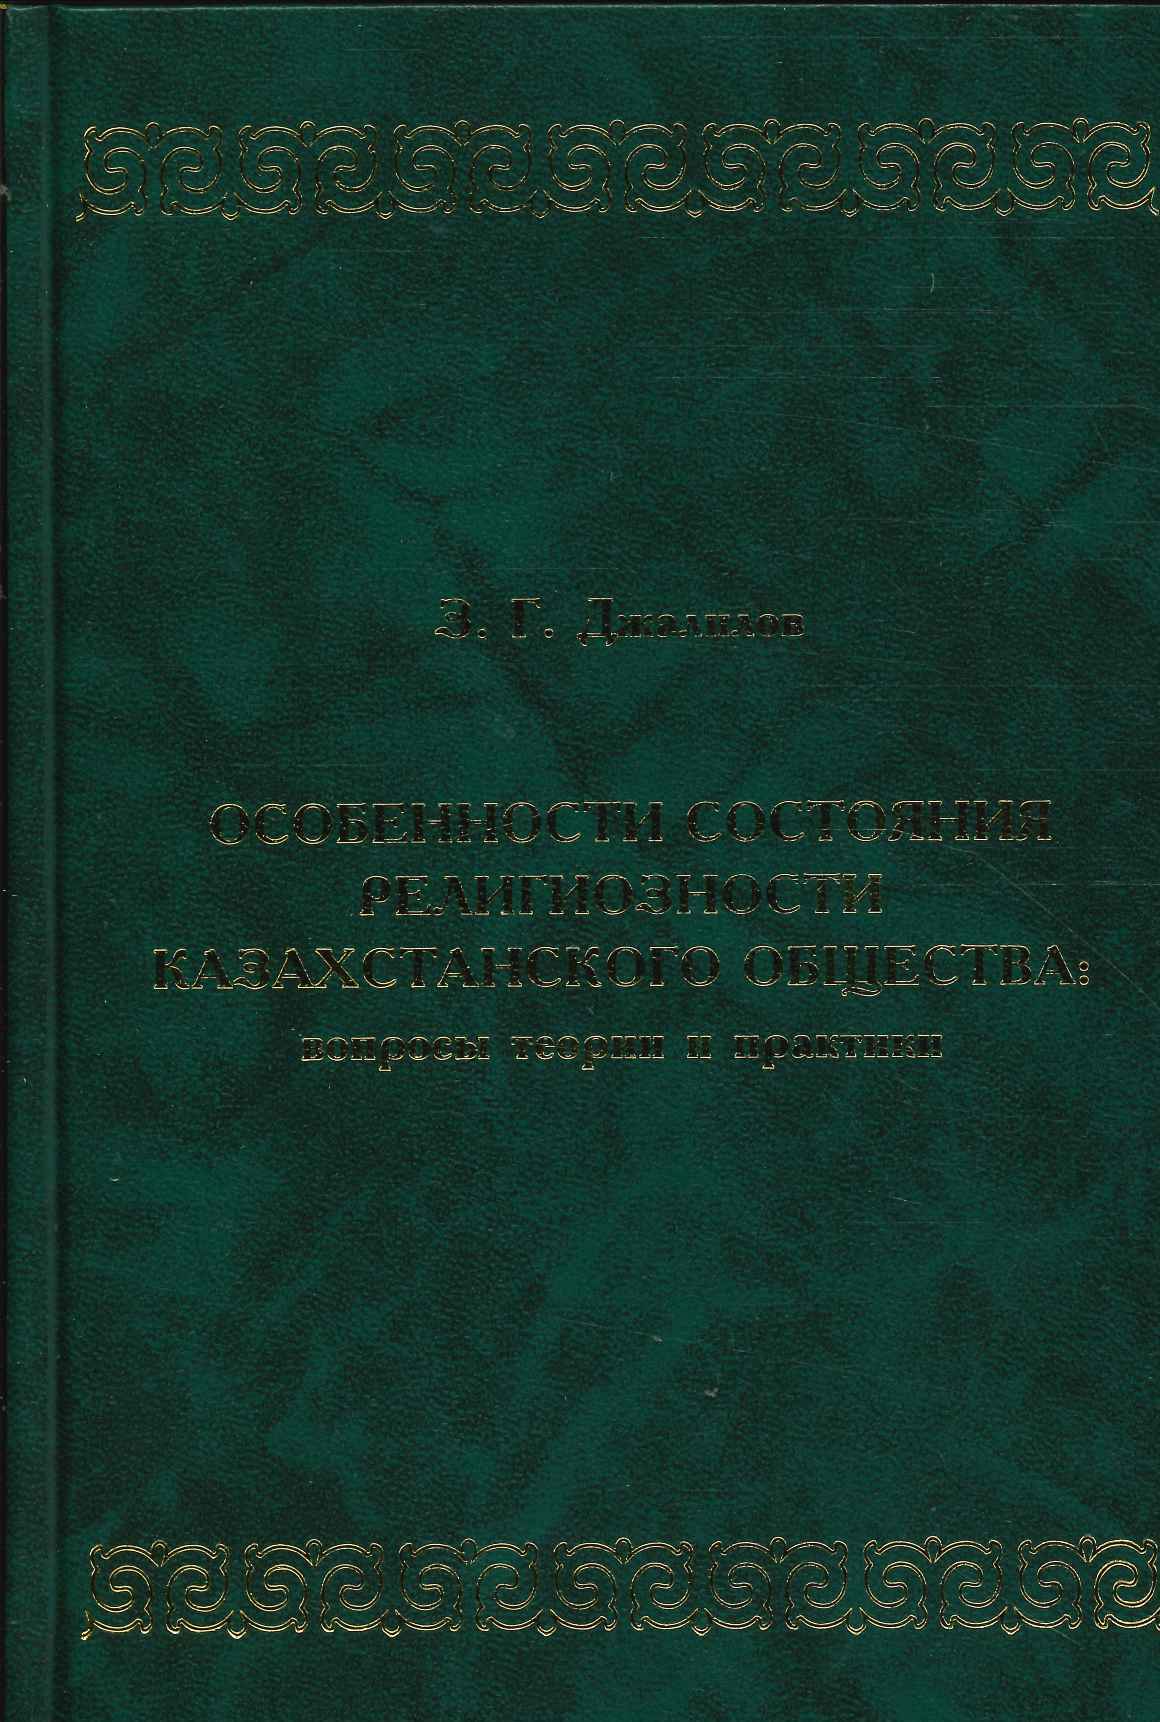 З. Г. Джалилов
ОСОБЕННОСТИ СОСТОЯНИЯ
РЕЛИГИОЗНОСТИ
КАЗАХСТАНСКОГО ОБЩЕСТВА:
вопросы теории и практики